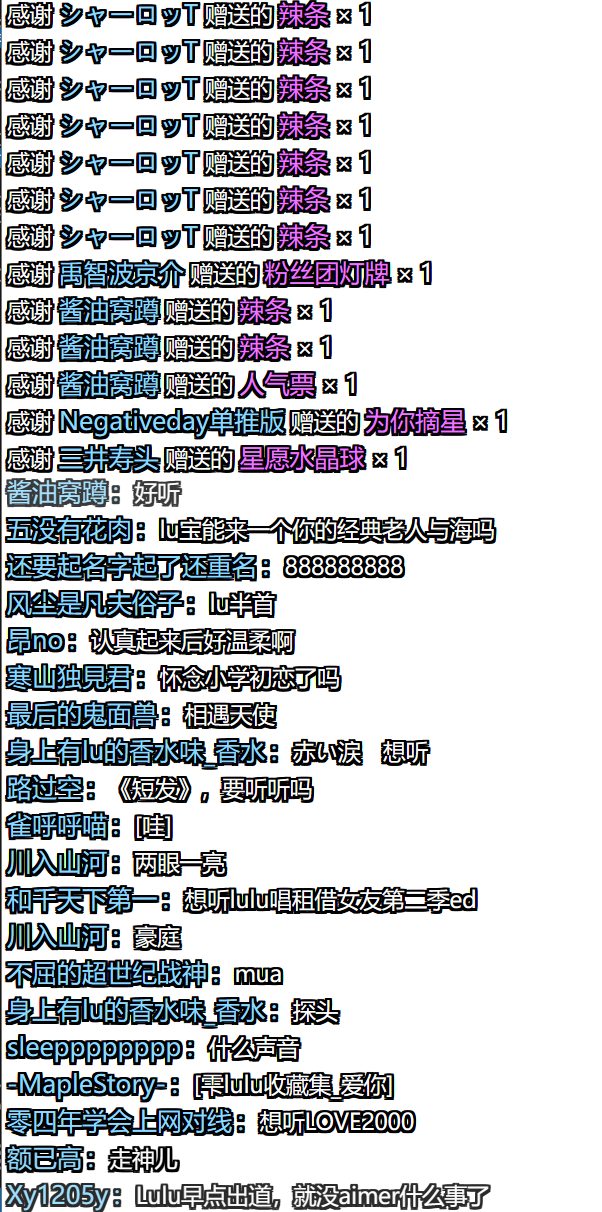 感谢 シャーロッT 赠送的 辣条 × 1
感谢 シャーロッT 赠送的 辣条 × 1
感谢 シャーロッT 赠送的 辣条 × 1
感谢 シャーロッT 赠送的 辣条 × 1
感谢 シャーロッT 赠送的 辣条 × 1
感谢 シャーロッT 赠送的 辣条 × 1
感谢 シャーロッT 赠送的 辣条 × 1
感谢 禹智波京介 赠送的 粉丝团灯牌 × 1
感谢 酱油窝蹲 赠送的 辣条 × 1
感谢 酱油窝蹲 赠送的 辣条 × 1
感谢 酱油窝蹲 赠送的 人气票 × 1
感谢 Negativeday单推版 赠送的 为你摘星 × 1
感谢 三井寿头 赠送的 星愿水晶球 × 1
酱油窝蹲：好听
五没有花肉：lu宝能来一个你的经典老人与海吗
还要起名字起了还重名：888888888
风尘是凡夫俗子：lu半首
昂no：认真起来后好温柔啊
寒山独見君：怀念小学初恋了吗
最后的鬼面兽：相遇天使
身上有lu的香水味_香水：赤い涙　想听
路过空：《短发》，要听听吗
雀呼呼喵：[哇]
川入山河：两眼一亮
和千天下第一：想听lulu唱租借女友第二季ed
川入山河：豪庭
不屈的超世纪战神：mua
身上有lu的香水味_香水：探头
sleepppppppp：什么声音
-MapleStory-：[雫lulu收藏集_爱你]
零四年学会上网对线：想听LOVE2000
额已高：走神儿
Xy1205y：Lulu早点出道，就没aimer什么事了